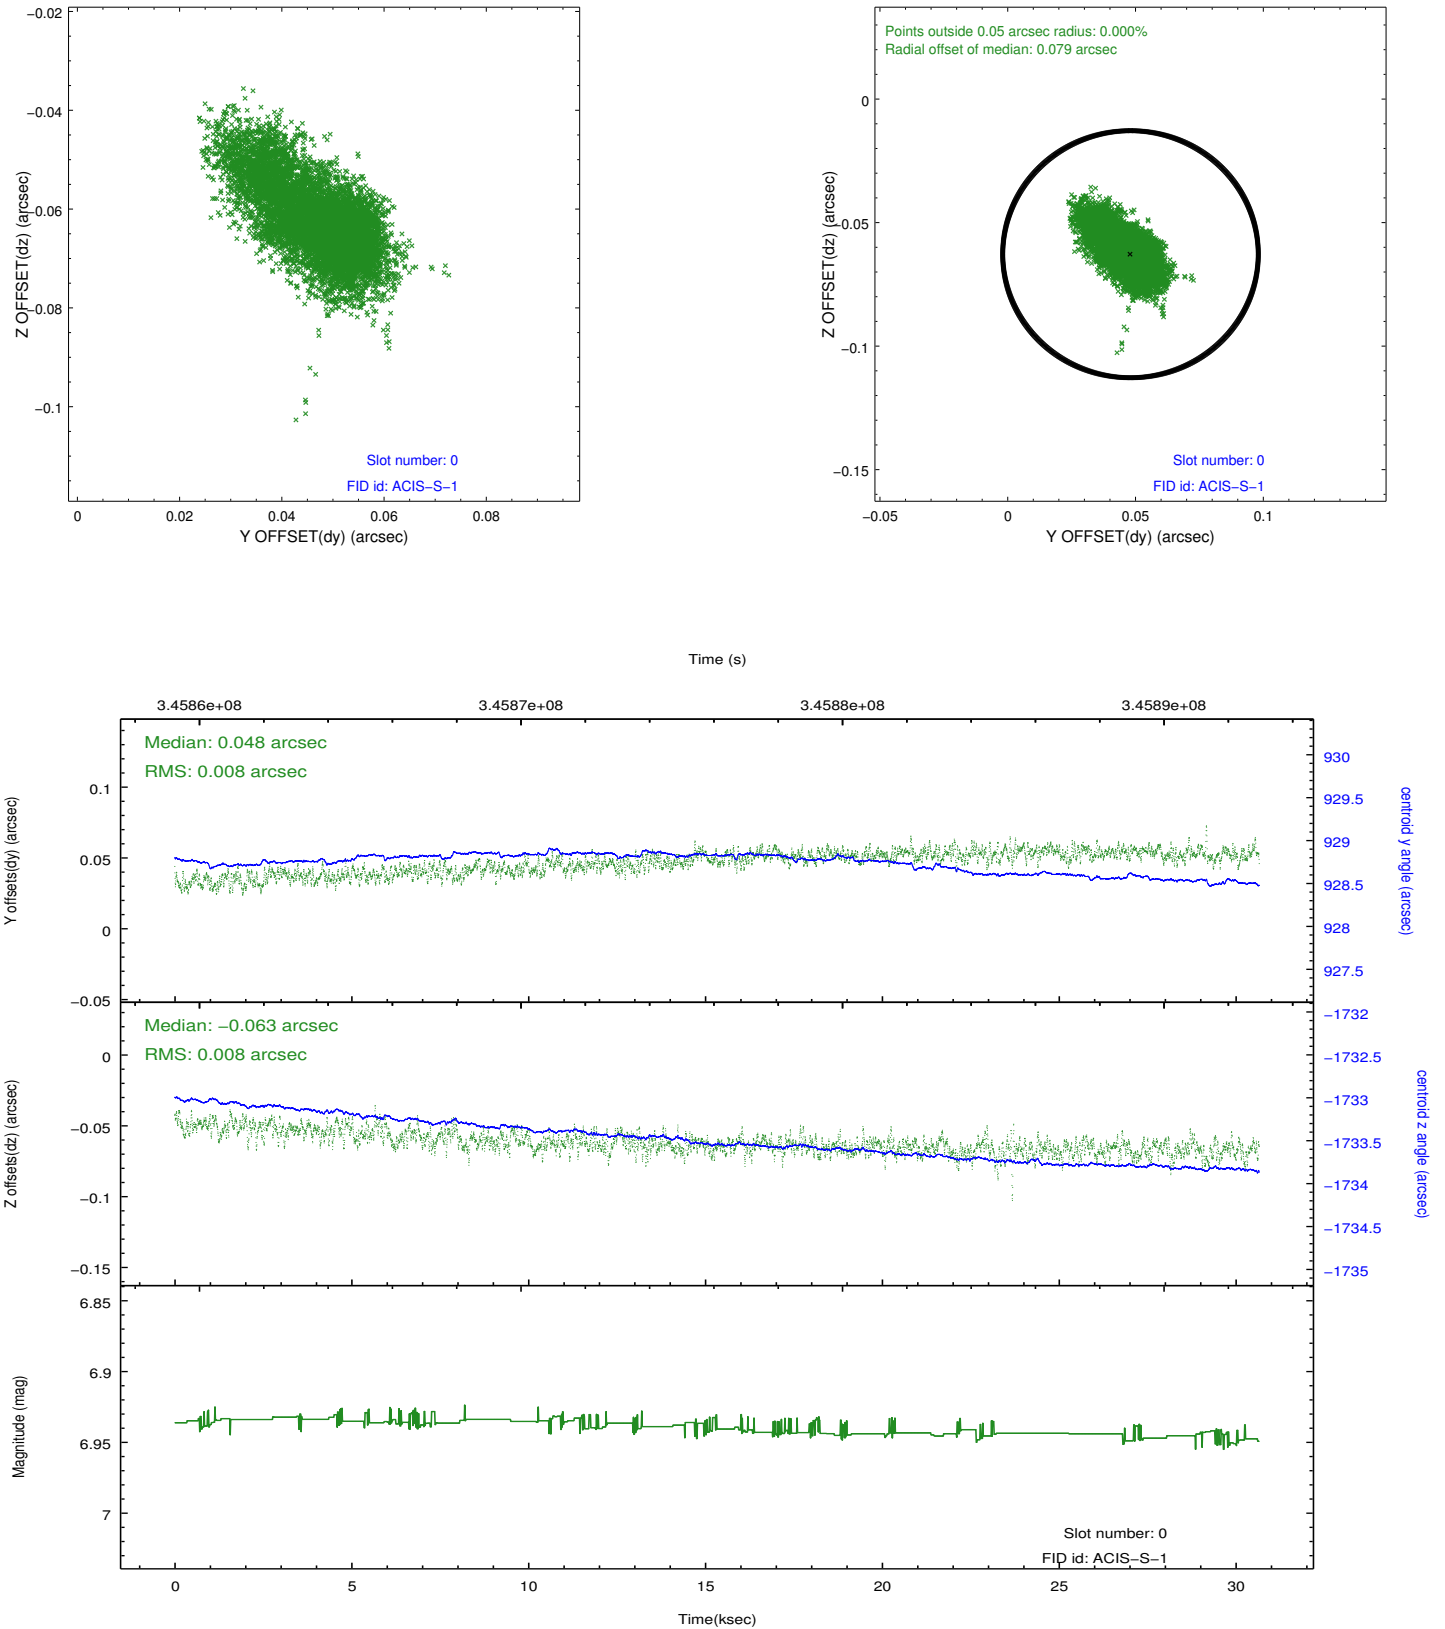 −0.02
−0.04
−0.06
−0.08
−0.1
Z OFFSET(dz) (arcsec)
Slot number: 0
FID id: ACIS−S−1
0 0.02 0.04 0.06 0.08
Y OFFSET(dy) (arcsec)
Points outside 0.05 arcsec radius: 0.000%
Radial offset of median: 0.079 arcsec
0
−0.05
−0.1
−0.15
Z OFFSET(dz) (arcsec)
Slot number: 0
FID id: ACIS−S−1
−0.05 0 0.05 0.1
Y OFFSET(dy) (arcsec)
Time (s)
3.4586e+08 3.4587e+08 3.4588e+08 3.4589e+08
Median: 0.048 arcsec
RMS: 0.008 arcsec
0.1
0.05
0
−0.05
Y offsets(dy) (arcsec)
930
929.5
929
928.5
928
927.5
centroid y angle (arcsec)
Median: −0.063 arcsec
RMS: 0.008 arcsec
0
−0.05
−0.1
−0.15
Z offsets(dz) (arcsec)
−1732
−1732.5
−1733
−1733.5
−1734
−1734.5
−1735
centroid z angle (arcsec)
6.85
6.9
6.95
7
Magnitude (mag)
Slot number: 0
FID id: ACIS−S−1
0 5 10 15 20 25 30
Time(ksec)